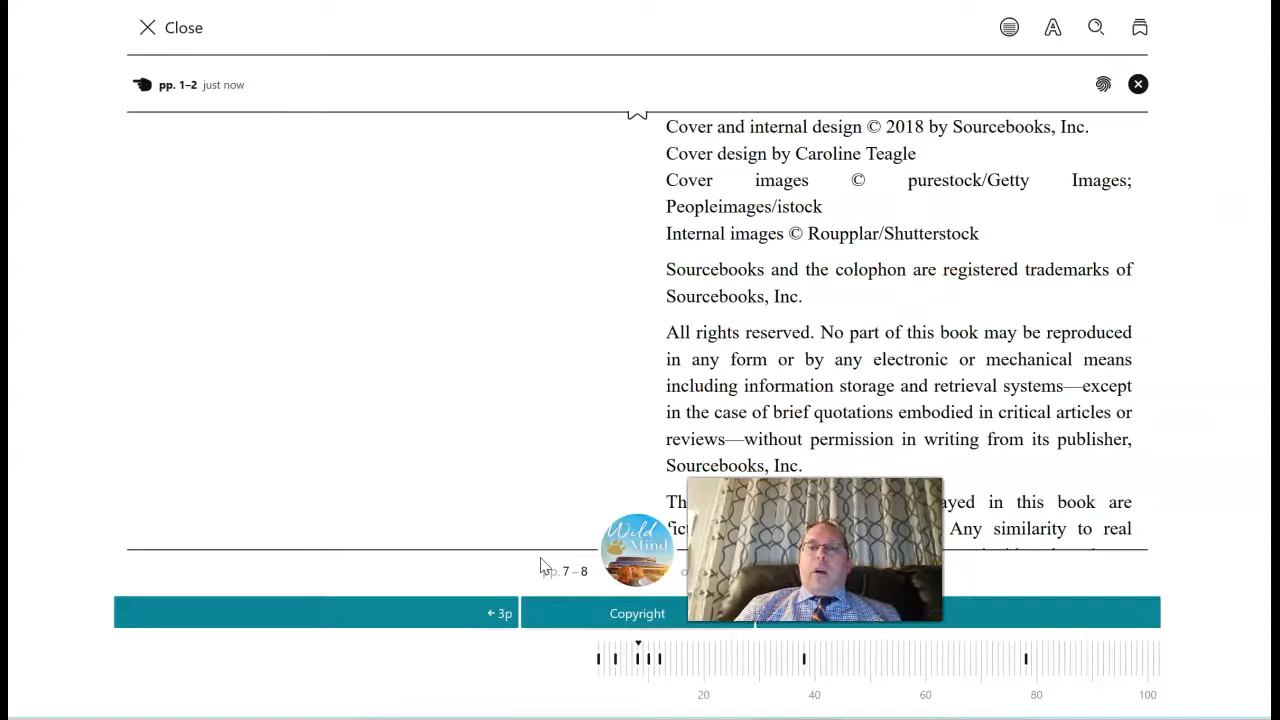 Close
pp. 1–2 just now
Cover and internal design © 2018 by Sourcebooks, Inc.
Cover design by Caroline Teagle
Cover images © purestock/Getty Images;
Peopleimages/istock
Internal images © Roupplar/Shutterstock
Sourcebooks and the colophon are registered trademarks of
Sourcebooks, Inc.
All rights reserved. No part of this book may be reproduced
in any form or by any electronic or mechanical means
including information storage and retrieval systems—except
in the case of brief quotations embodied in critical articles or
reviews—without permission in writing from its publisher,
Sourcebooks, Inc.
in this book are
Any similarity to real
Wild
Mind
pp. 7–8
3p
Copyright
20 40 60 80 100